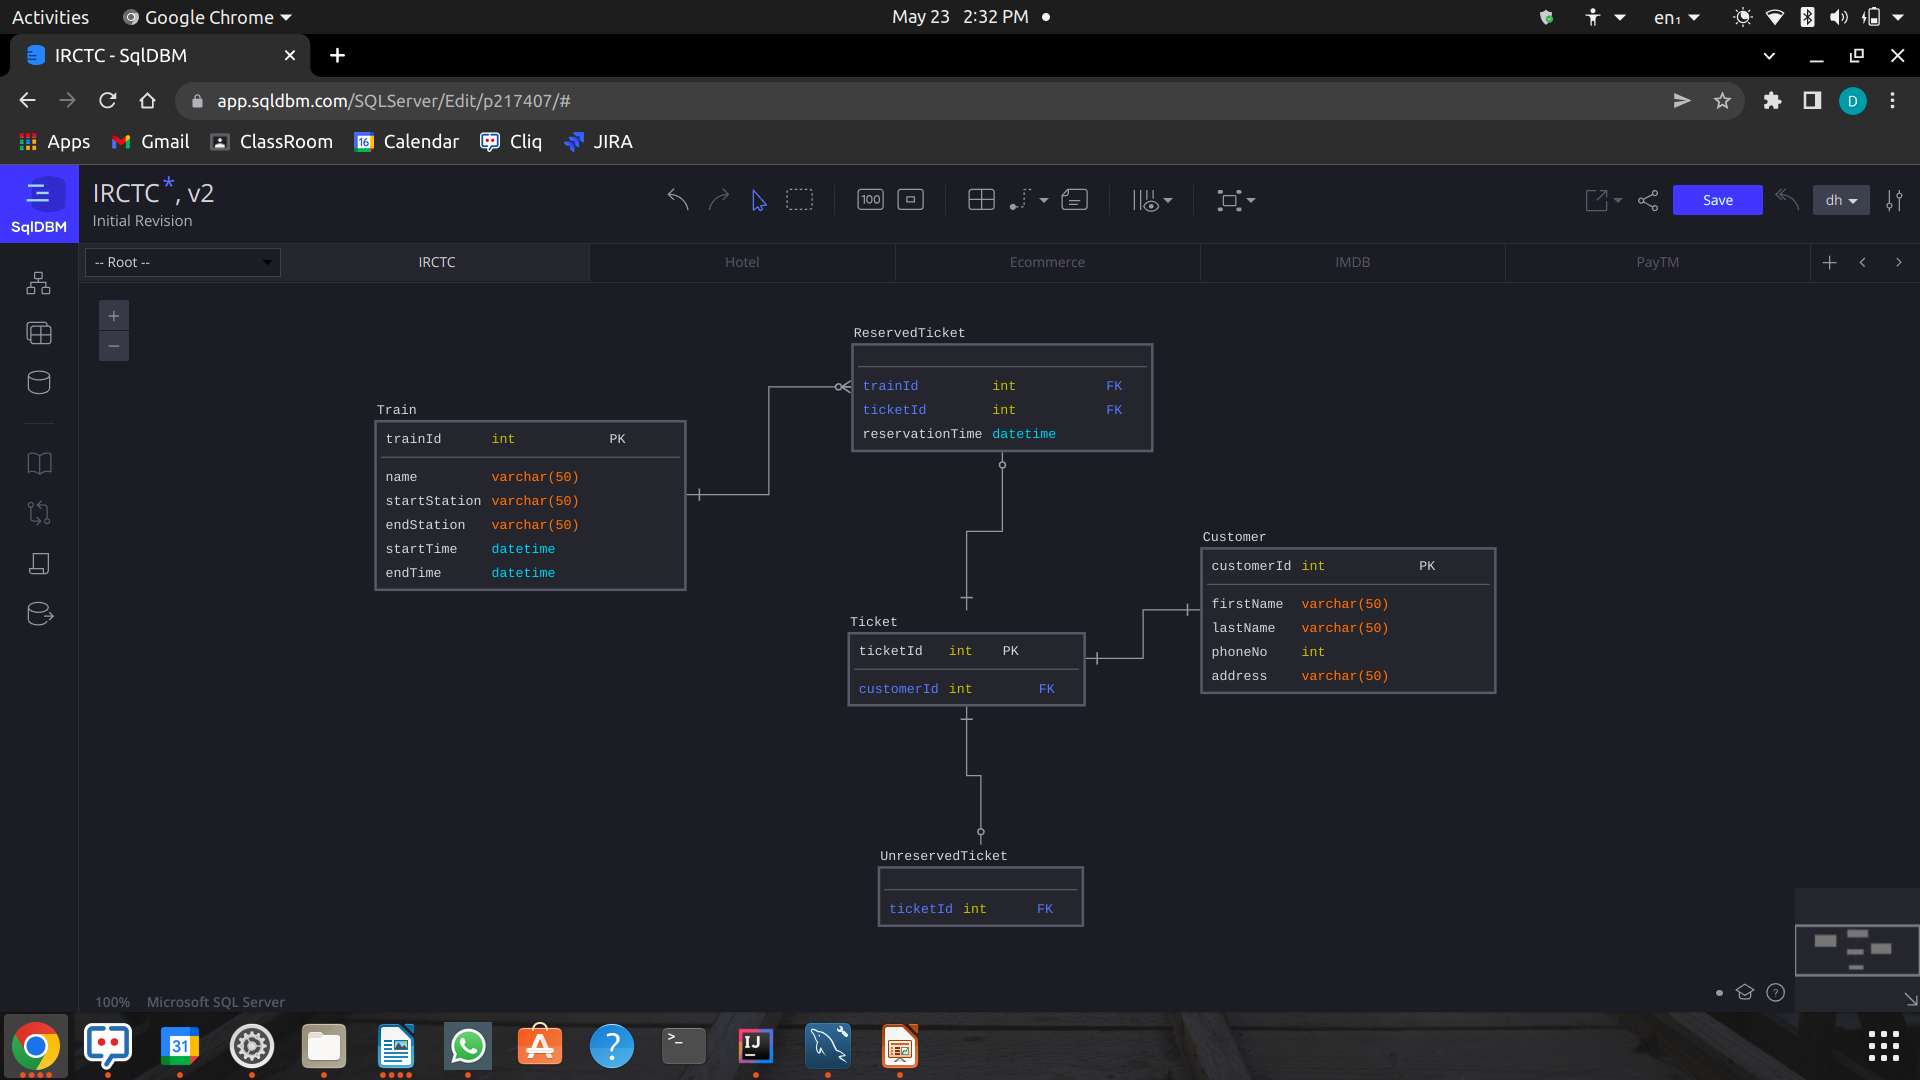 Activities Google Chrome May 23 2:32 PM en₁
IRCTC - SqlDBM
app.sqldbm.com/SQLServer/Edit/p217407/#
D
Apps Gmail ClassRoom 16 Calendar Cliq JIRA
SqlDBM
IRCTC*, v2
Initial Revision
100
Save
dh
-- Root -- IRCTC Hotel Ecommerce IMDB PayTM
+
−
ReservedTicket
trainId int FK
ticketId int FK
reservationTime datetime
Train
trainId int PK
name varchar(50)
startStation varchar(50)
endStation varchar(50)
startTime datetime
endTime datetime
Customer
customerId int PK
firstName varchar(50)
lastName varchar(50)
phoneNo int
address varchar(50)
Ticket
ticketId int PK
customerId int FK
UnreservedTicket
ticketId int FK
100% Microsoft SQL Server
?
31
?
>_
IJ